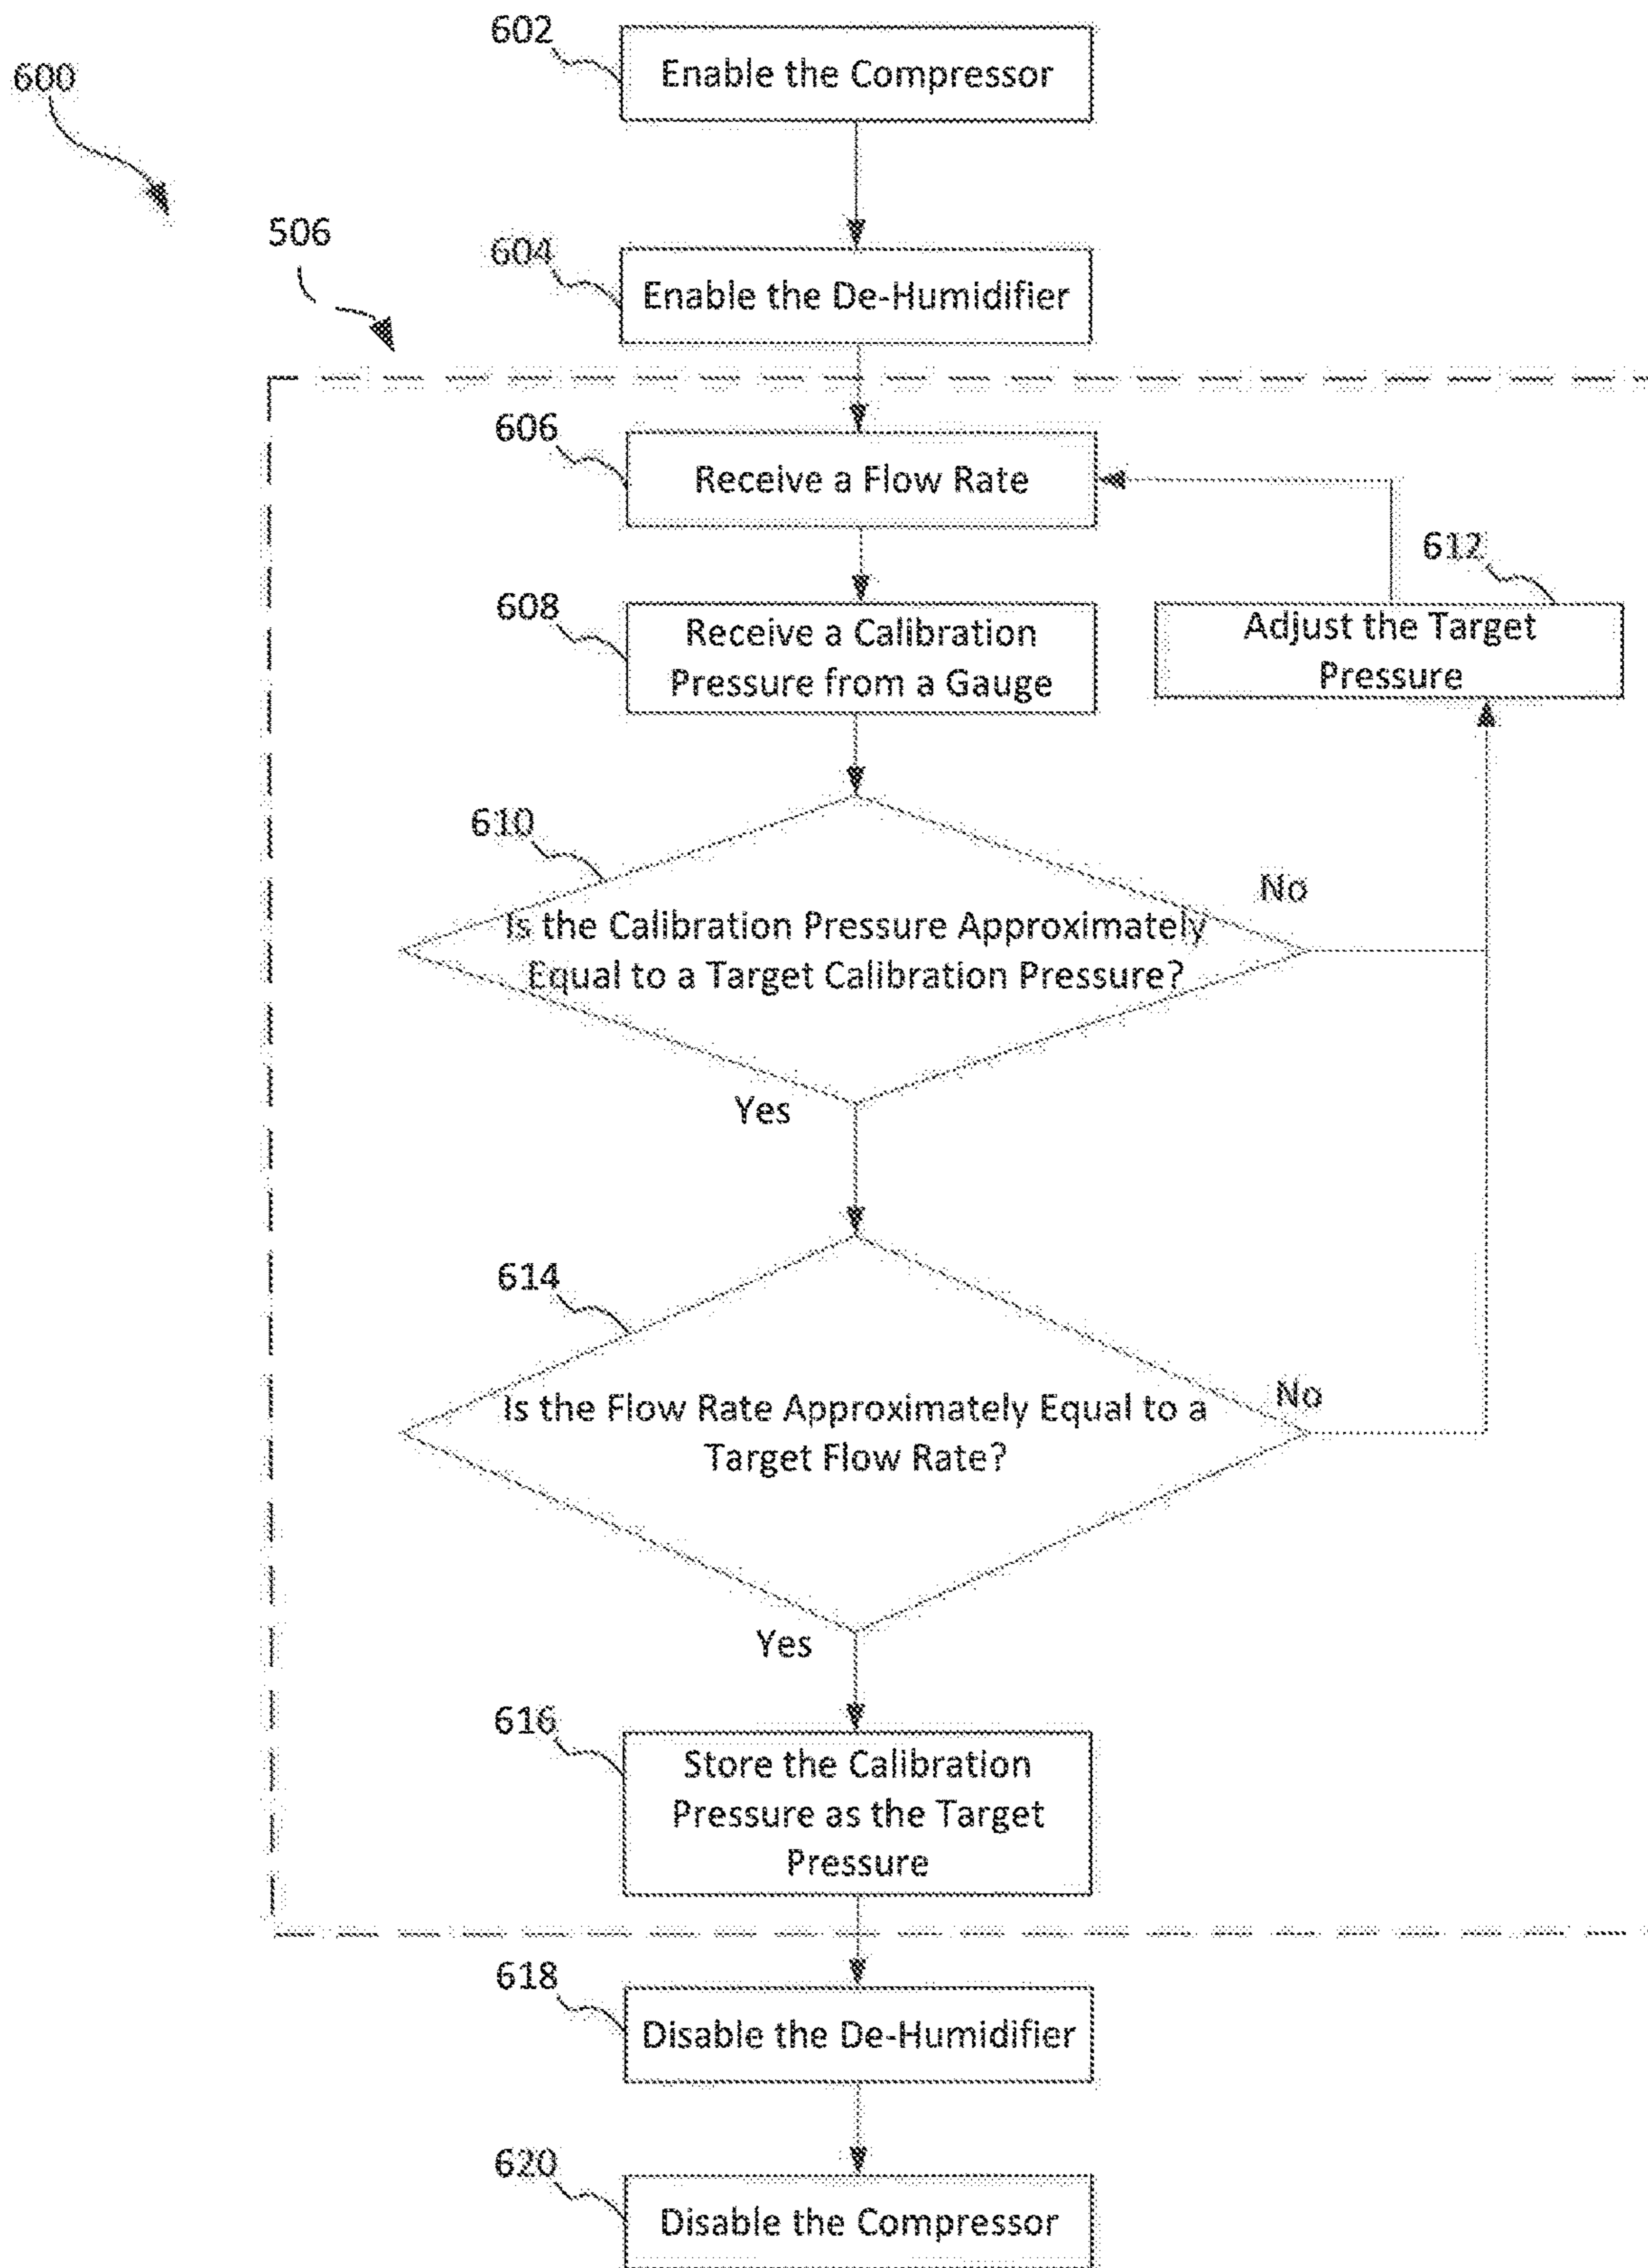 602
Enable the Compressor
600
506
604
Enable the De-Humidifier
606
Receive a Flow Rate
612
608
Receive a Calibration
Pressure from a Gauge
Adjust the Target
Pressure
610
No
Is the Calibration Pressure Approximately
Equal to a Target Calibration Pressure?
Yes
614
No
Is the Flow Rate Approximately Equal to a
Target Flow Rate?
Yes
616
Store the Calibration
Pressure as the Target
Pressure
618
Disable the De-Humidifier
620
Disable the Compressor